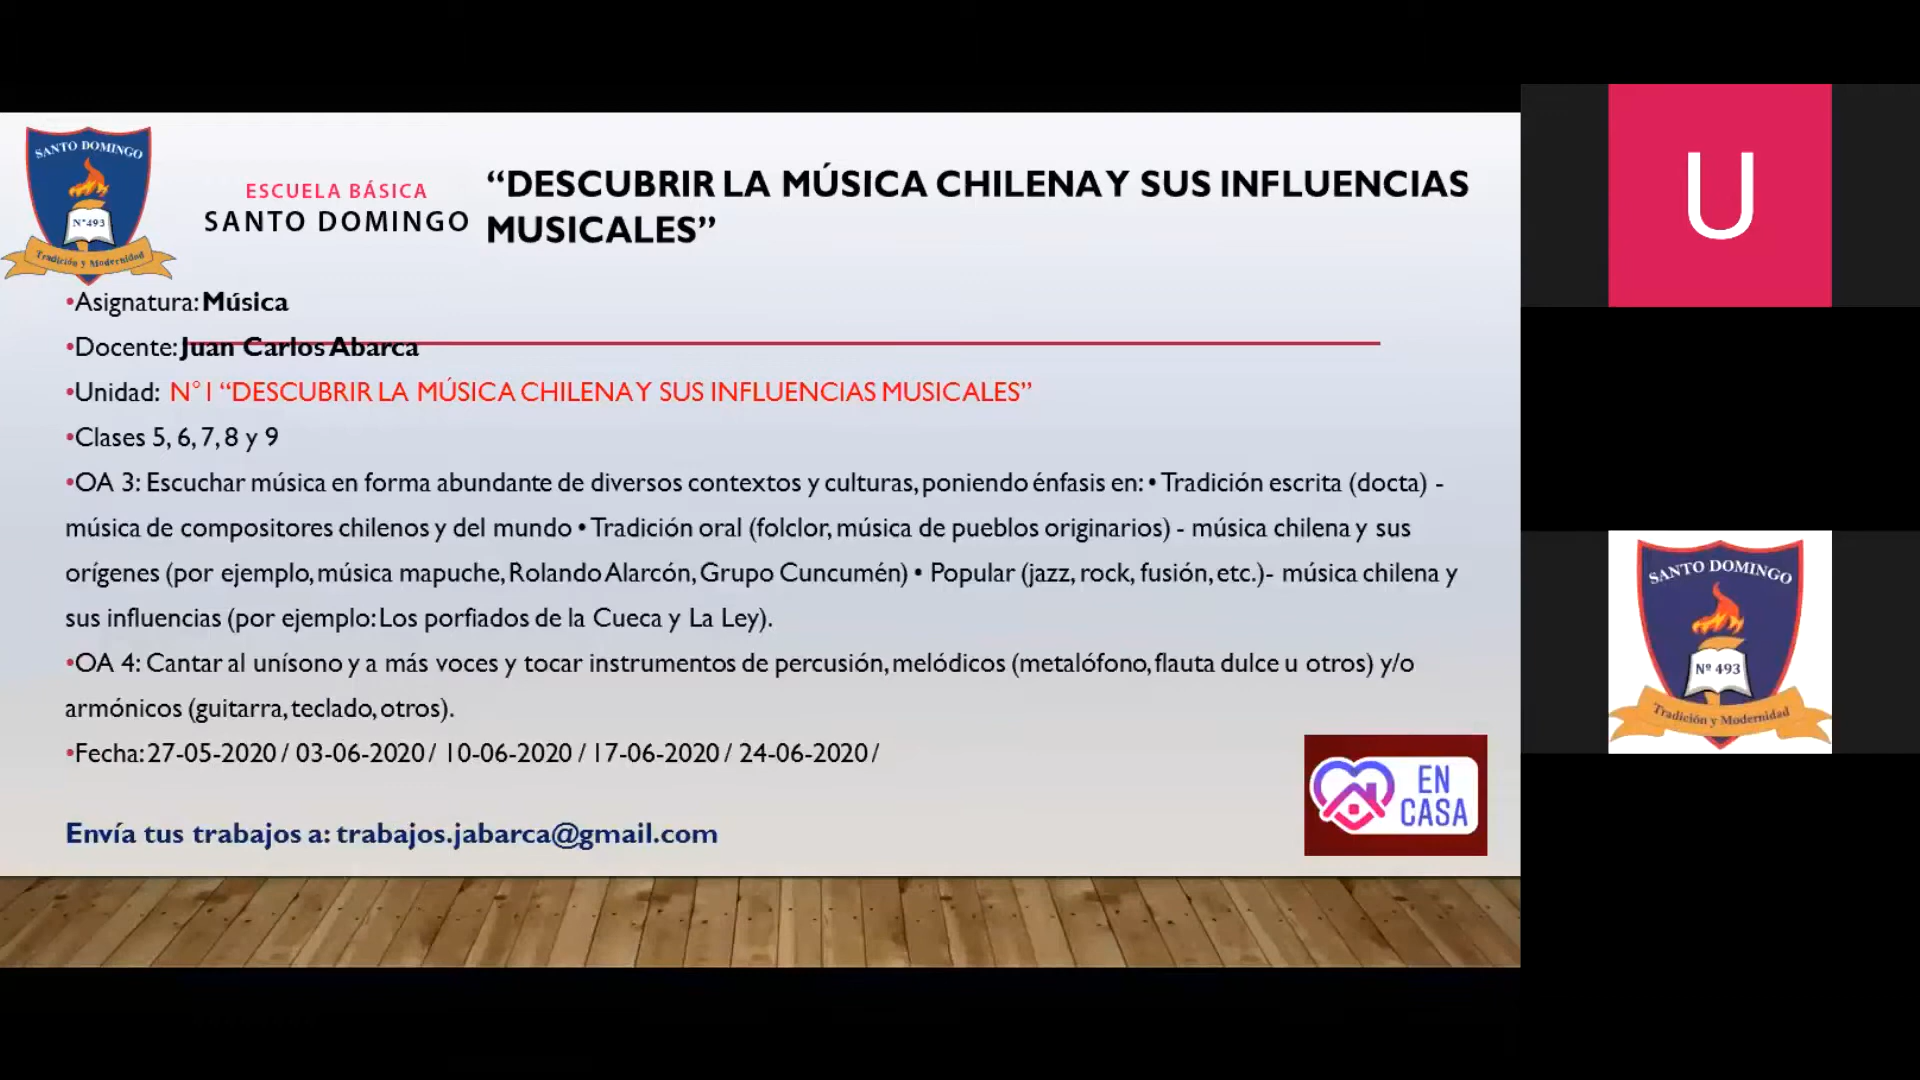 SANTO DOMINGO
N°493
Tradición y Modernidad
ESCUELA BÁSICA
SANTO DOMINGO
“DESCUBRIR LA MÚSICA CHILENA Y SUS INFLUENCIAS
MUSICALES”
•Asignatura: Música
•Docente: Juan Carlos Abarca
•Unidad: N°1 “DESCUBRIR LA MÚSICA CHILENA Y SUS INFLUENCIAS MUSICALES”
•Clases 5, 6, 7, 8 y 9
•OA 3: Escuchar música en forma abundante de diversos contextos y culturas, poniendo énfasis en: • Tradición escrita (docta) -
música de compositores chilenos y del mundo • Tradición oral (folclor, música de pueblos originarios) - música chilena y sus
orígenes (por ejemplo, música mapuche, Rolando Alarcón, Grupo Cuncumén) • Popular (jazz, rock, fusión, etc.)- música chilena y
sus influencias (por ejemplo: Los porfiados de la Cueca y La Ley).
•OA 4: Cantar al unísono y a más voces y tocar instrumentos de percusión, melódicos (metalófono, flauta dulce u otros) y/o
armónicos (guitarra, teclado, otros).
•Fecha: 27-05-2020 / 03-06-2020 / 10-06-2020 / 17-06-2020 / 24-06-2020 /
Envía tus trabajos a: trabajos.jabarca@gmail.com
EN
CASA
U
SANTO DOMINGO
Nº 493
Tradición y Modernidad